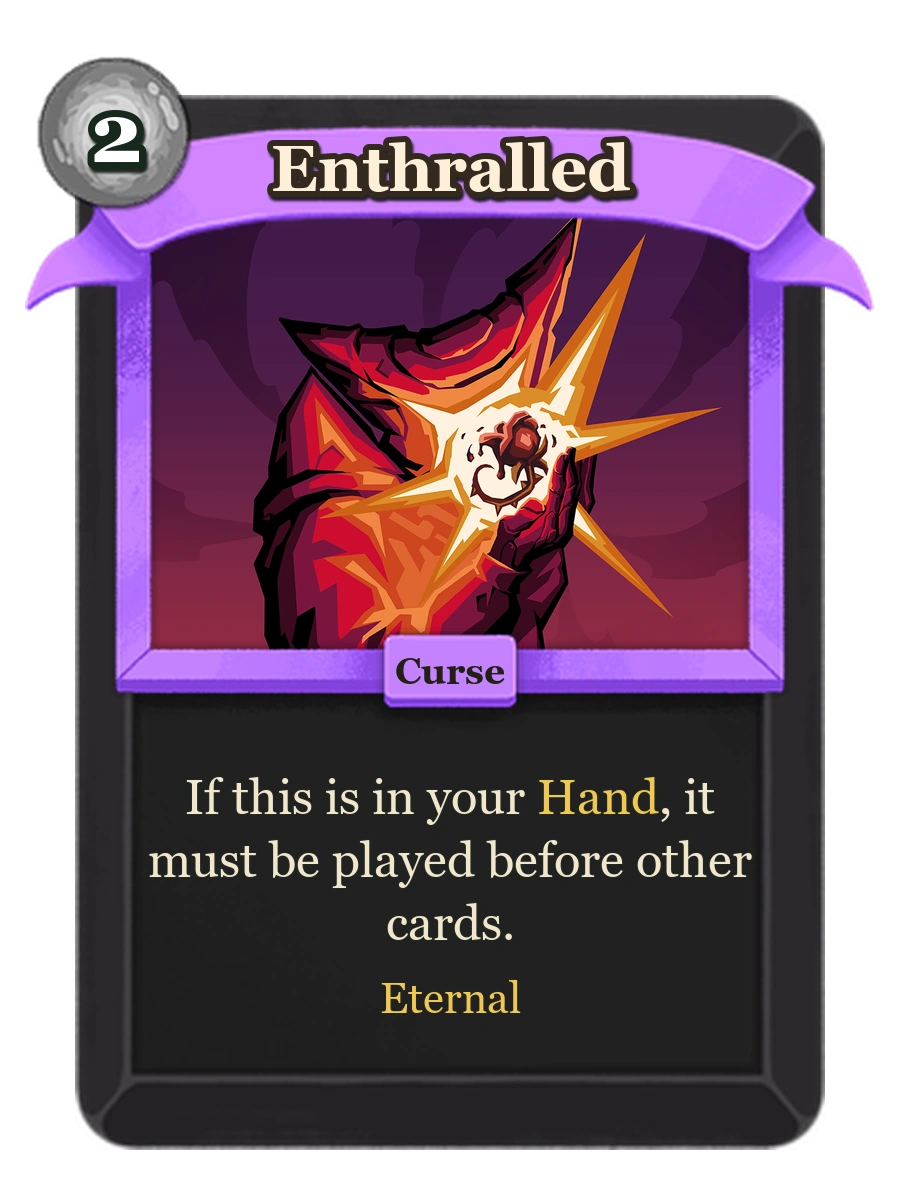 2
Enthralled
Curse
If this is in your Hand, it
must be played before other
cards.
Eternal